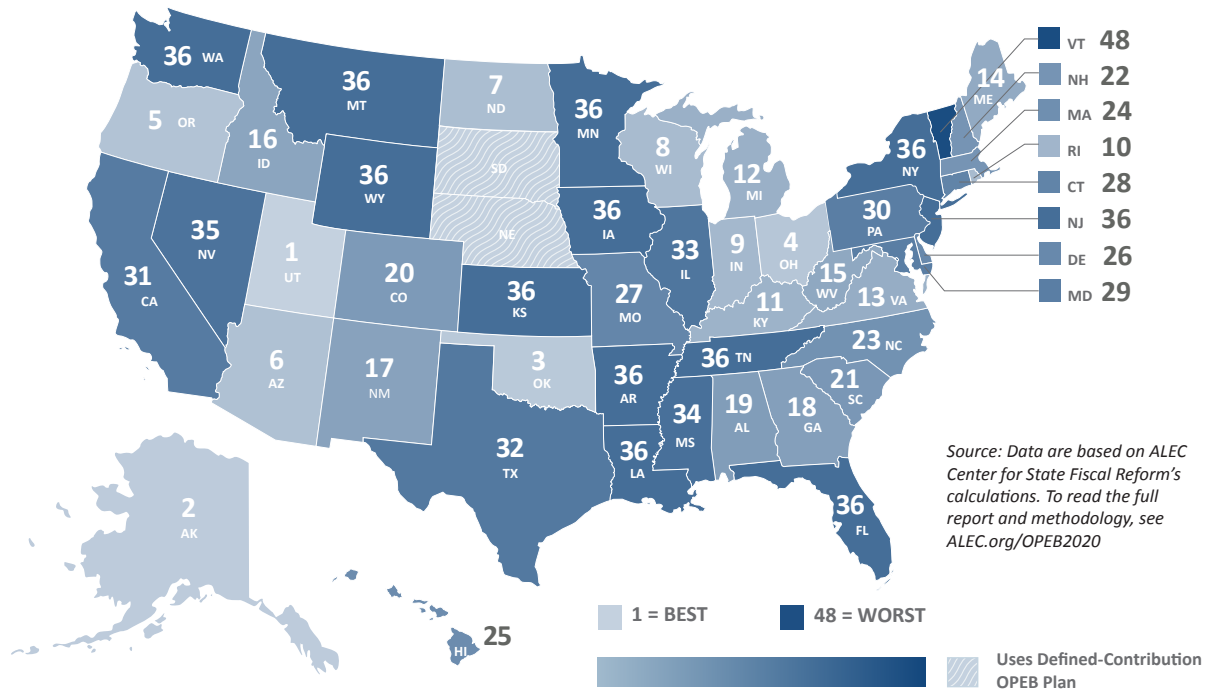 36 WA
36
MT
7
ND
36
MN
5 OR
16
ID
36
WY
SD
8
WI
12
MI
36
NY
14
ME
VT 48
NH 22
MA 24
RI 10
CT 28
NJ 36
DE 26
MD 29
35
NV
1
UT
20
CO
NE
36
IA
33
IL
9
IN
4
OH
30
PA
31
CA
36
KS
27
MO
11
KY
15
WV
13 VA
6
AZ
17
NM
3
OK
36
AR
36 TN
23 NC
21
SC
32
TX
36
LA
34
MS
19
AL
18
GA
36
FL
2
AK
HI
25
Source: Data are based on ALEC
Center for State Fiscal Reform's
calculations. To read the full
report and methodology, see
ALEC.org/OPEB2020
1 = BEST
48 = WORST
Uses Defined-Contribution
OPEB Plan